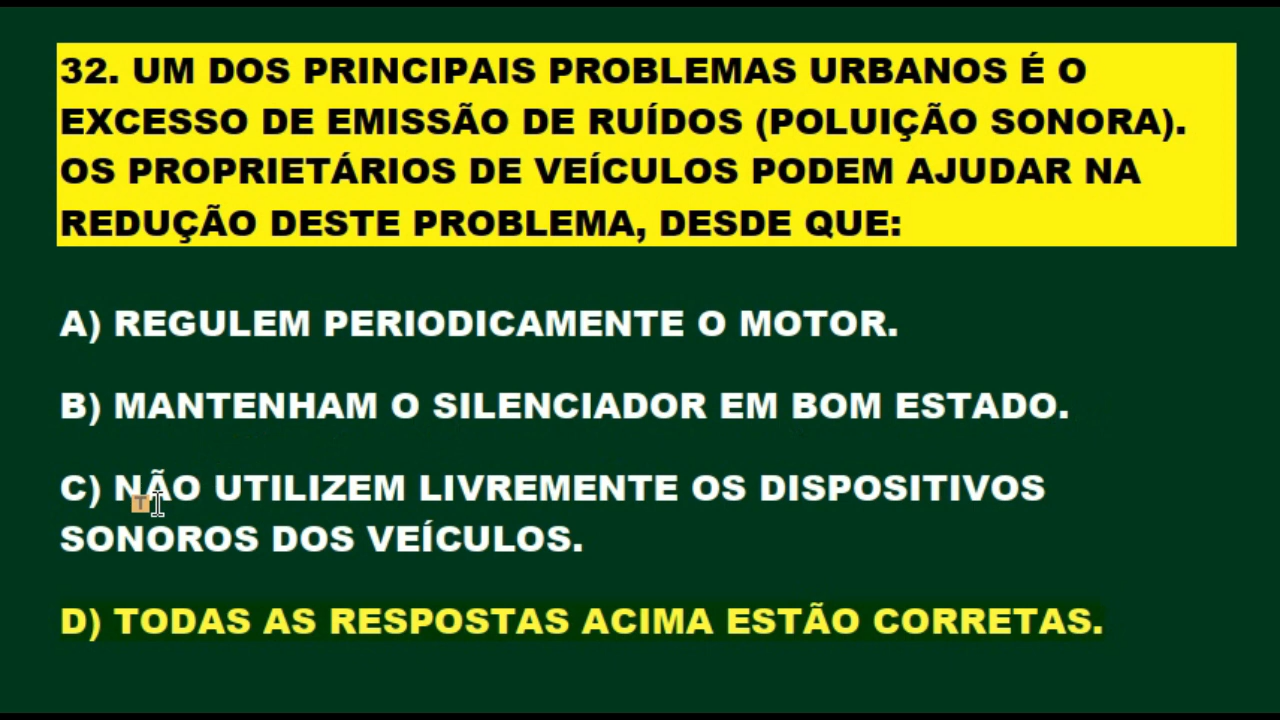 32. UM DOS PRINCIPAIS PROBLEMAS URBANOS É O
EXCESSO DE EMISSÃO DE RUÍDOS (POLUIÇÃO SONORA).
OS PROPRIETÁRIOS DE VEÍCULOS PODEM AJUDAR NA
REDUÇÃO DESTE PROBLEMA, DESDE QUE:
A) REGULEM PERIODICAMENTE O MOTOR.
B) MANTENHAM O SILENCIADOR EM BOM ESTADO.
C) NÃO UTILIZEM LIVREMENTE OS DISPOSITIVOS
SONOROS DOS VEÍCULOS.
D) TODAS AS RESPOSTAS ACIMA ESTÃO CORRETAS.